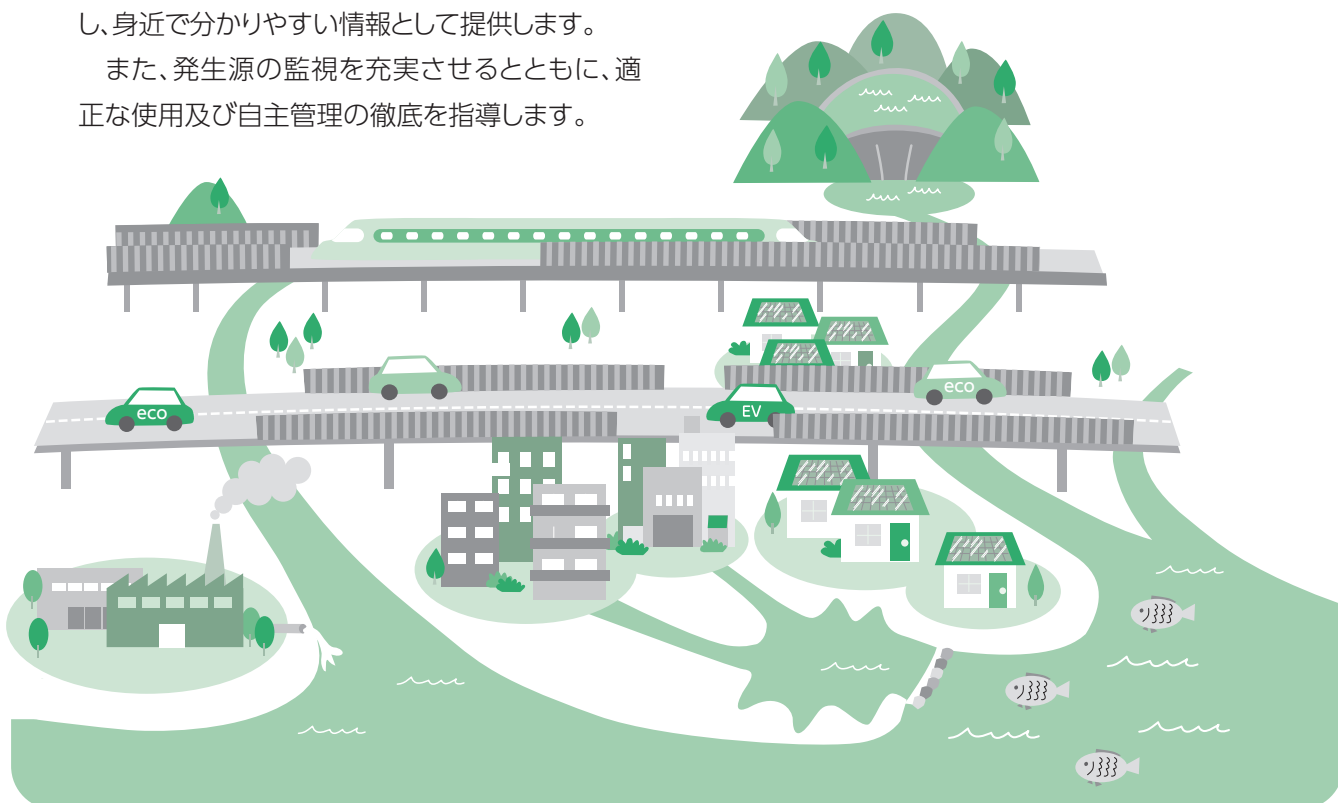 し、身近で分かりやすい情報として提供します。
　また、発生源の監視を充実させるとともに、適
正な使用及び自主管理の徹底を指導します。
eco
eco
EV